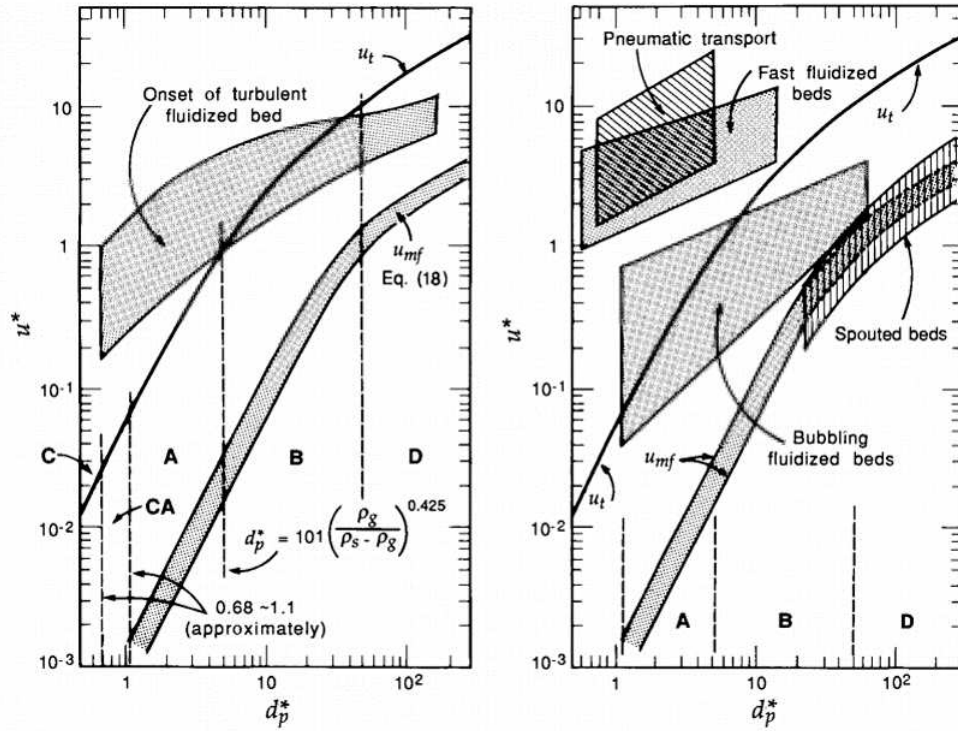 u_t
Onset of turbulent
fluidized bed
10
1
10^-1
10^-2
10^-3
u*
u_mf
Eq. (18)
C
A
B
D
CA
d_p* = 101 (ρ_g / (ρ_s - ρ_g))^0.425
0.68 ~1.1
(approximately)
1
10
10^2
d_p*
Pneumatic
transport
Fast fluidized
beds
u_t
10
1
10^-1
10^-2
10^-3
u*
Spouted beds
Bubbling
fluidized beds
u_mf
u_t
A
B
D
1
10
10^2
d_p*